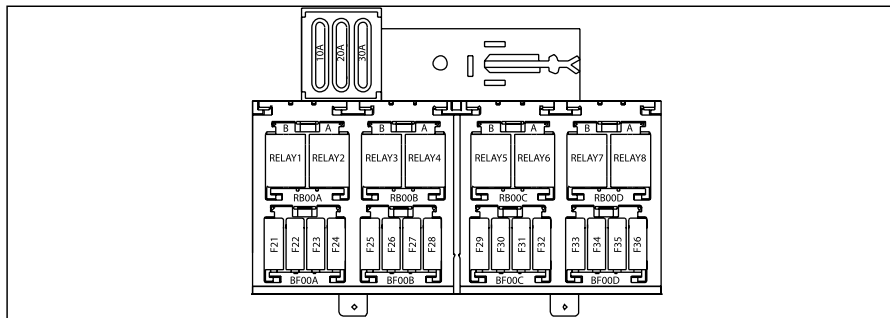 10A 20A 30A
B A B A B A B A
RELAY1 RELAY2 RELAY3 RELAY4 RELAY5 RELAY6 RELAY7 RELAY8
RB00A RB00B RB00C RB00D
F21 F22 F23 F24 F25 F26 F27 F28 F29 F30 F31 F32 F33 F34 F35 F36
BF00A BF00B BF00C BF00D